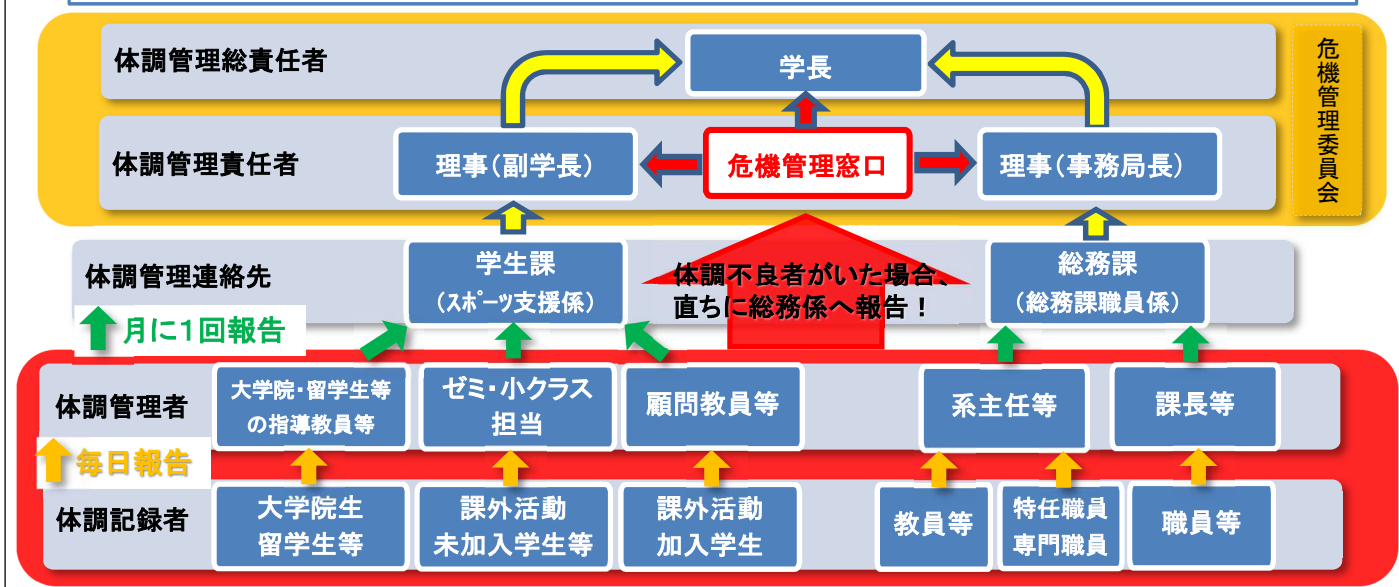 体調管理総責任者
学長
危機管理委員会
体調管理責任者
理事(副学長)
危機管理窓口
理事(事務局長)
体調管理連絡先
学生課
(スポーツ支援係)
体調不良者がいた場合、
直ちに総務係へ報告！
総務課
(総務課職員係)
月に1回報告
体調管理者
大学院・留学生等
の指導教員等
ゼミ・小クラス
担当
顧問教員等
系主任等
課長等
毎日報告
体調記録者
大学院生
留学生等
課外活動
未加入学生等
課外活動
加入学生
教員等
特任職員
専門職員
職員等